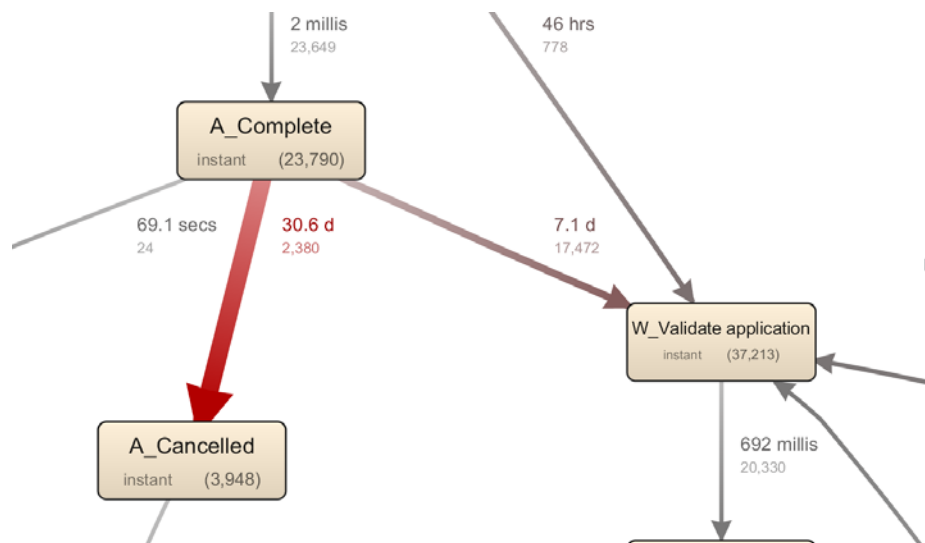 2 millis
23,649
46 hrs
778
A_Complete
instant (23,790)
69.1 secs
24
30.6 d
2,380
7.1 d
17,472
W_Validate application
instant (37,213)
A_Cancelled
instant (3,948)
692 millis
20,330